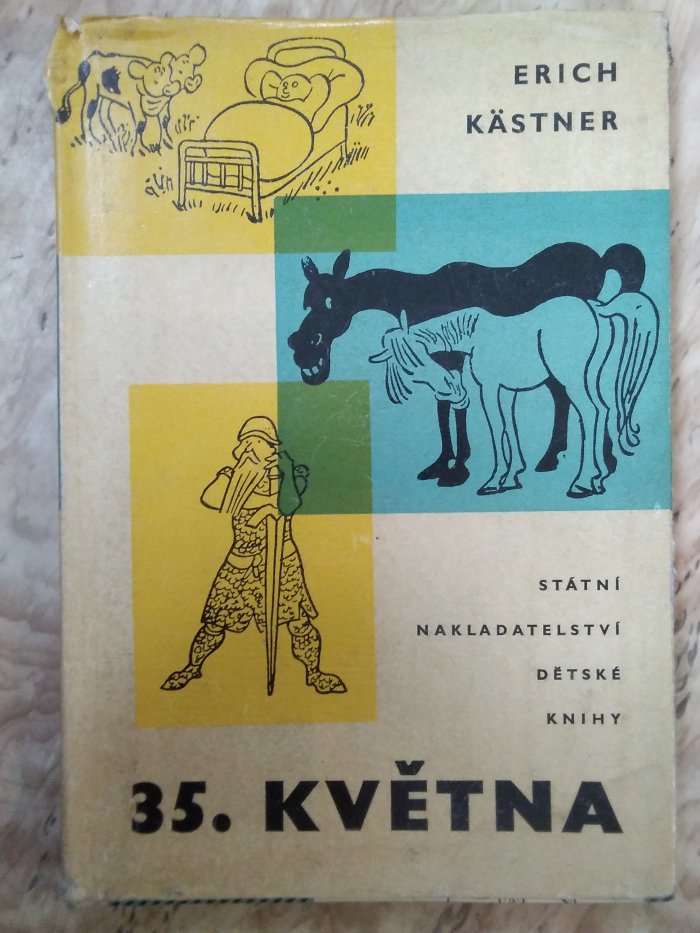 ERICH
KÄSTNER
STÁTNÍ
NAKLADATELSTVÍ
DĚTSKÉ
KNIHY
35. KVĚTNA